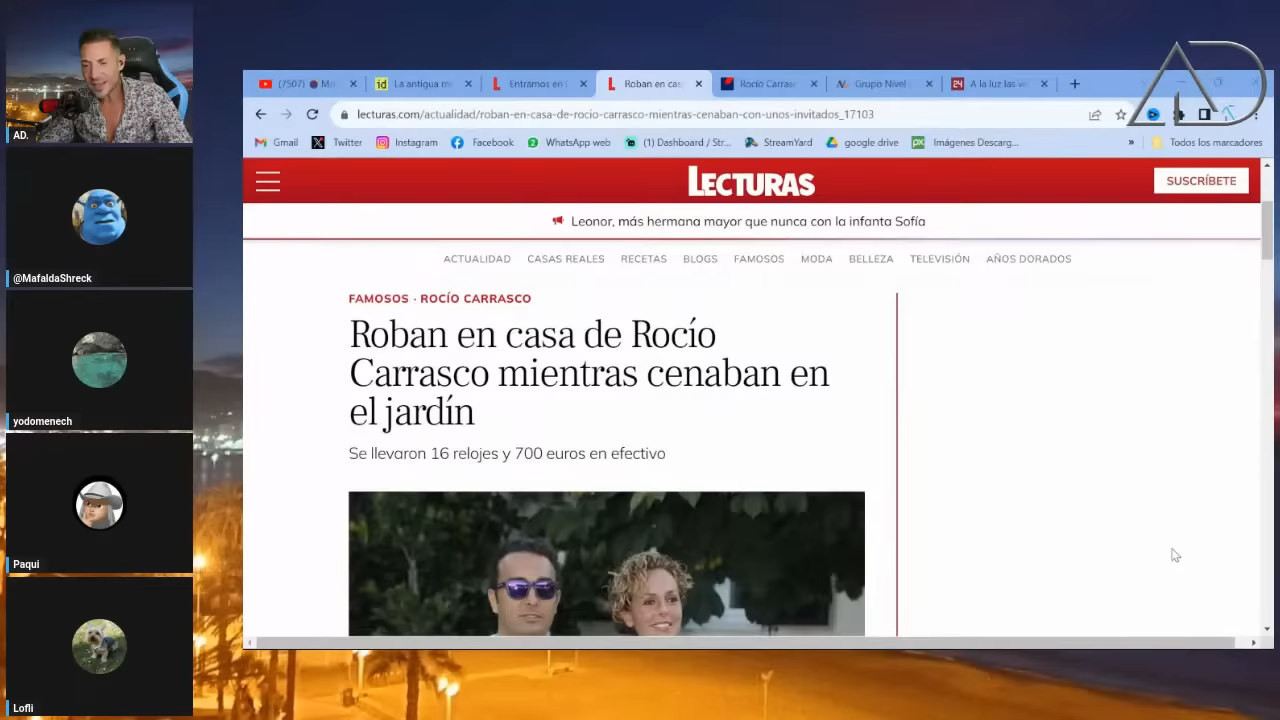 AD.
@MafaldaShreck
yodomenech
Paqui
Lofli
AD
(7507)
La antigua m
Entramos en
Roban en cas
Rocío Carras
Grupo Nivel
A la luz las
lecturas.com/actualidad/roban-en-casa-de-rocio-carrasco-mientras-cenaban-con-unos-invitados_17103
Gmail Twitter Instagram Facebook WhatsApp web (1) Dashboard / Str... StreamYard google drive Imágenes Descarg... » Todos los marcadores
LECTURAS
SUSCRÍBETE
Leonor, más hermana mayor que nunca con la infanta Sofía
ACTUALIDAD CASAS REALES RECETAS BLOGS FAMOSOS MODA BELLEZA TELEVISIÓN AÑOS DORADOS
FAMOSOS · ROCÍO CARRASCO
Roban en casa de Rocío
Carrasco mientras cenaban en
el jardín
Se llevaron 16 relojes y 700 euros en efectivo